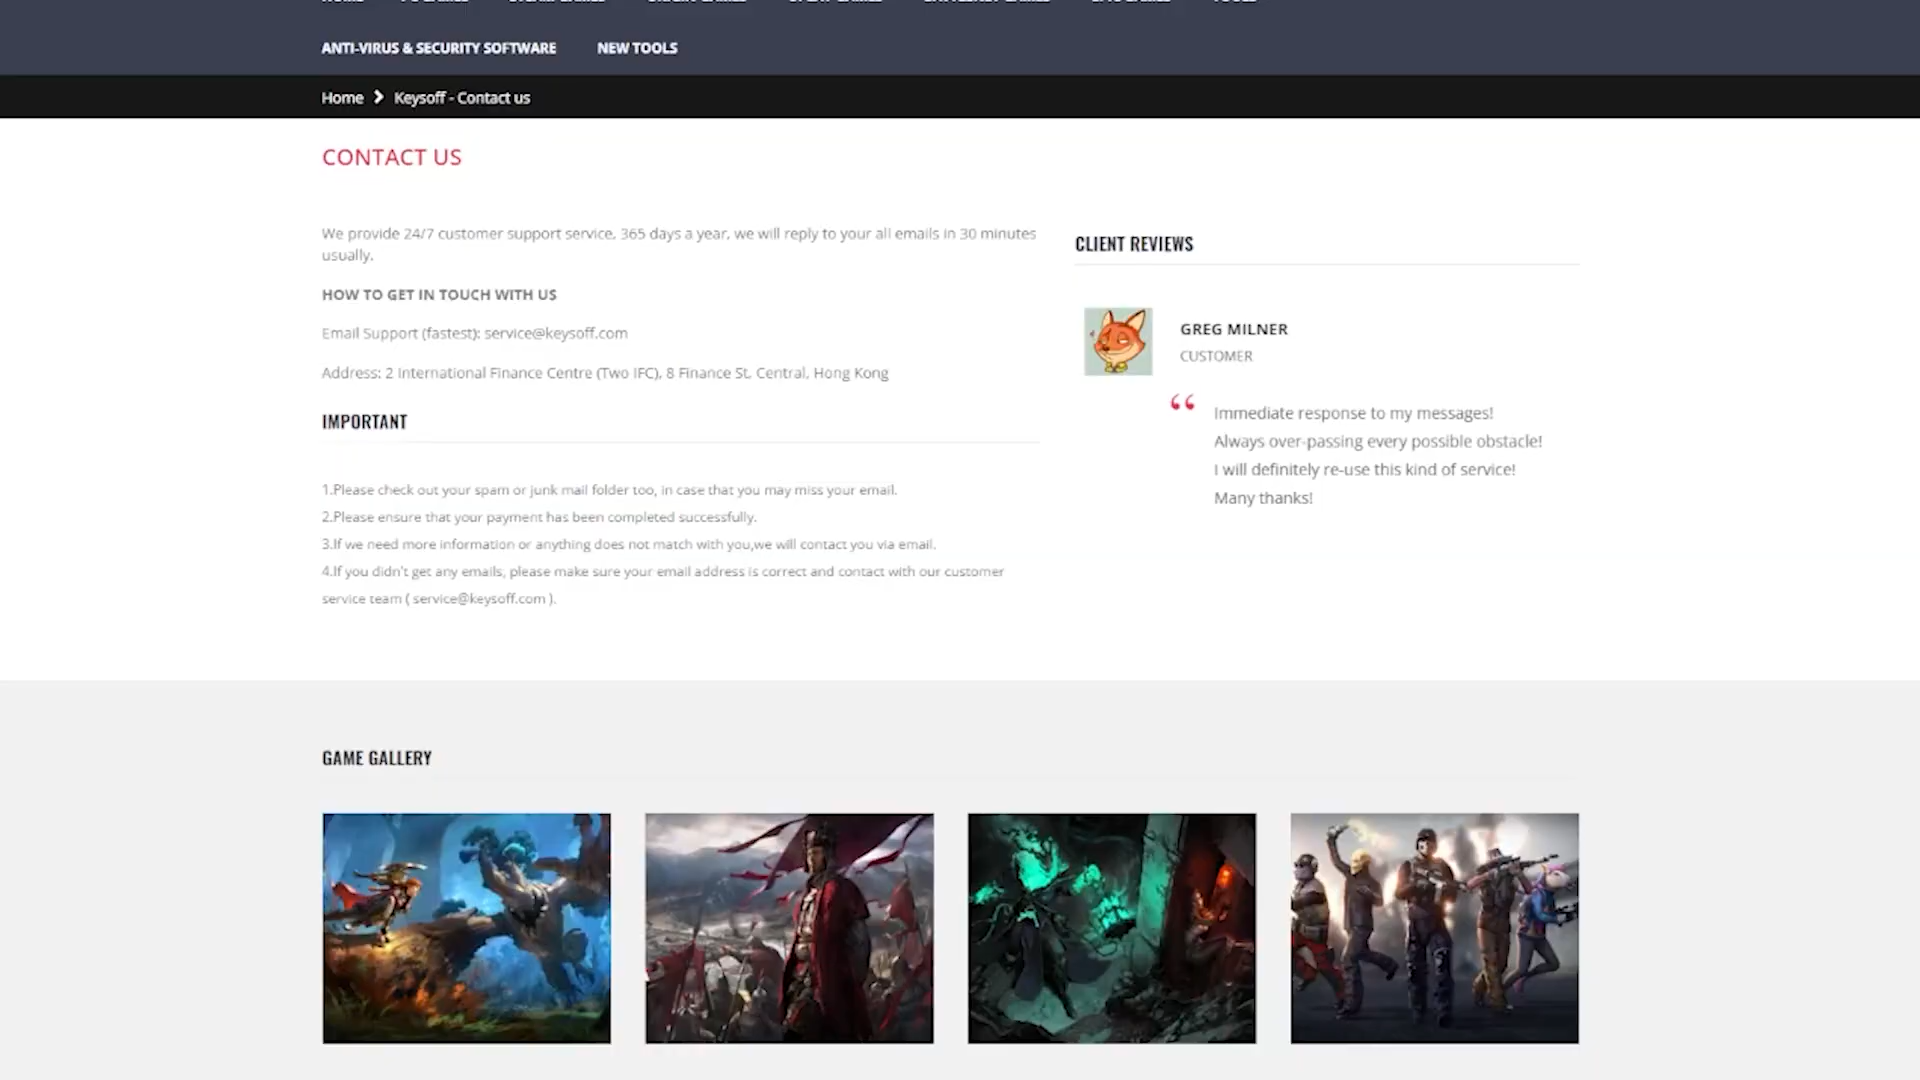 ANTI-VIRUS & SECURITY SOFTWARE NEW TOOLS
Home Keysoff - Contact us
CONTACT US
We provide 24/7 customer support service, 365 days a year, we will reply to your all emails in 30 minutes
usually.
HOW TO GET IN TOUCH WITH US
Email Support (fastest): service@keysoff.com
Address: 2 International Finance Centre (Two IFC), 8 Finance St, Central, Hong Kong
IMPORTANT
1.Please check out your spam or junk mail folder too, in case that you may miss your email.
2.Please ensure that your payment has been completed successfully.
3.If we need more information or anything does not match with you,we will contact you via email.
4.If you didn't get any emails, please make sure your email address is correct and contact with our customer
service team ( service@keysoff.com ).
CLIENT REVIEWS
GREG MILNER
CUSTOMER
“ Immediate response to my messages!
Always over-passing every possible obstacle!
I will definitely re-use this kind of service!
Many thanks!
GAME GALLERY